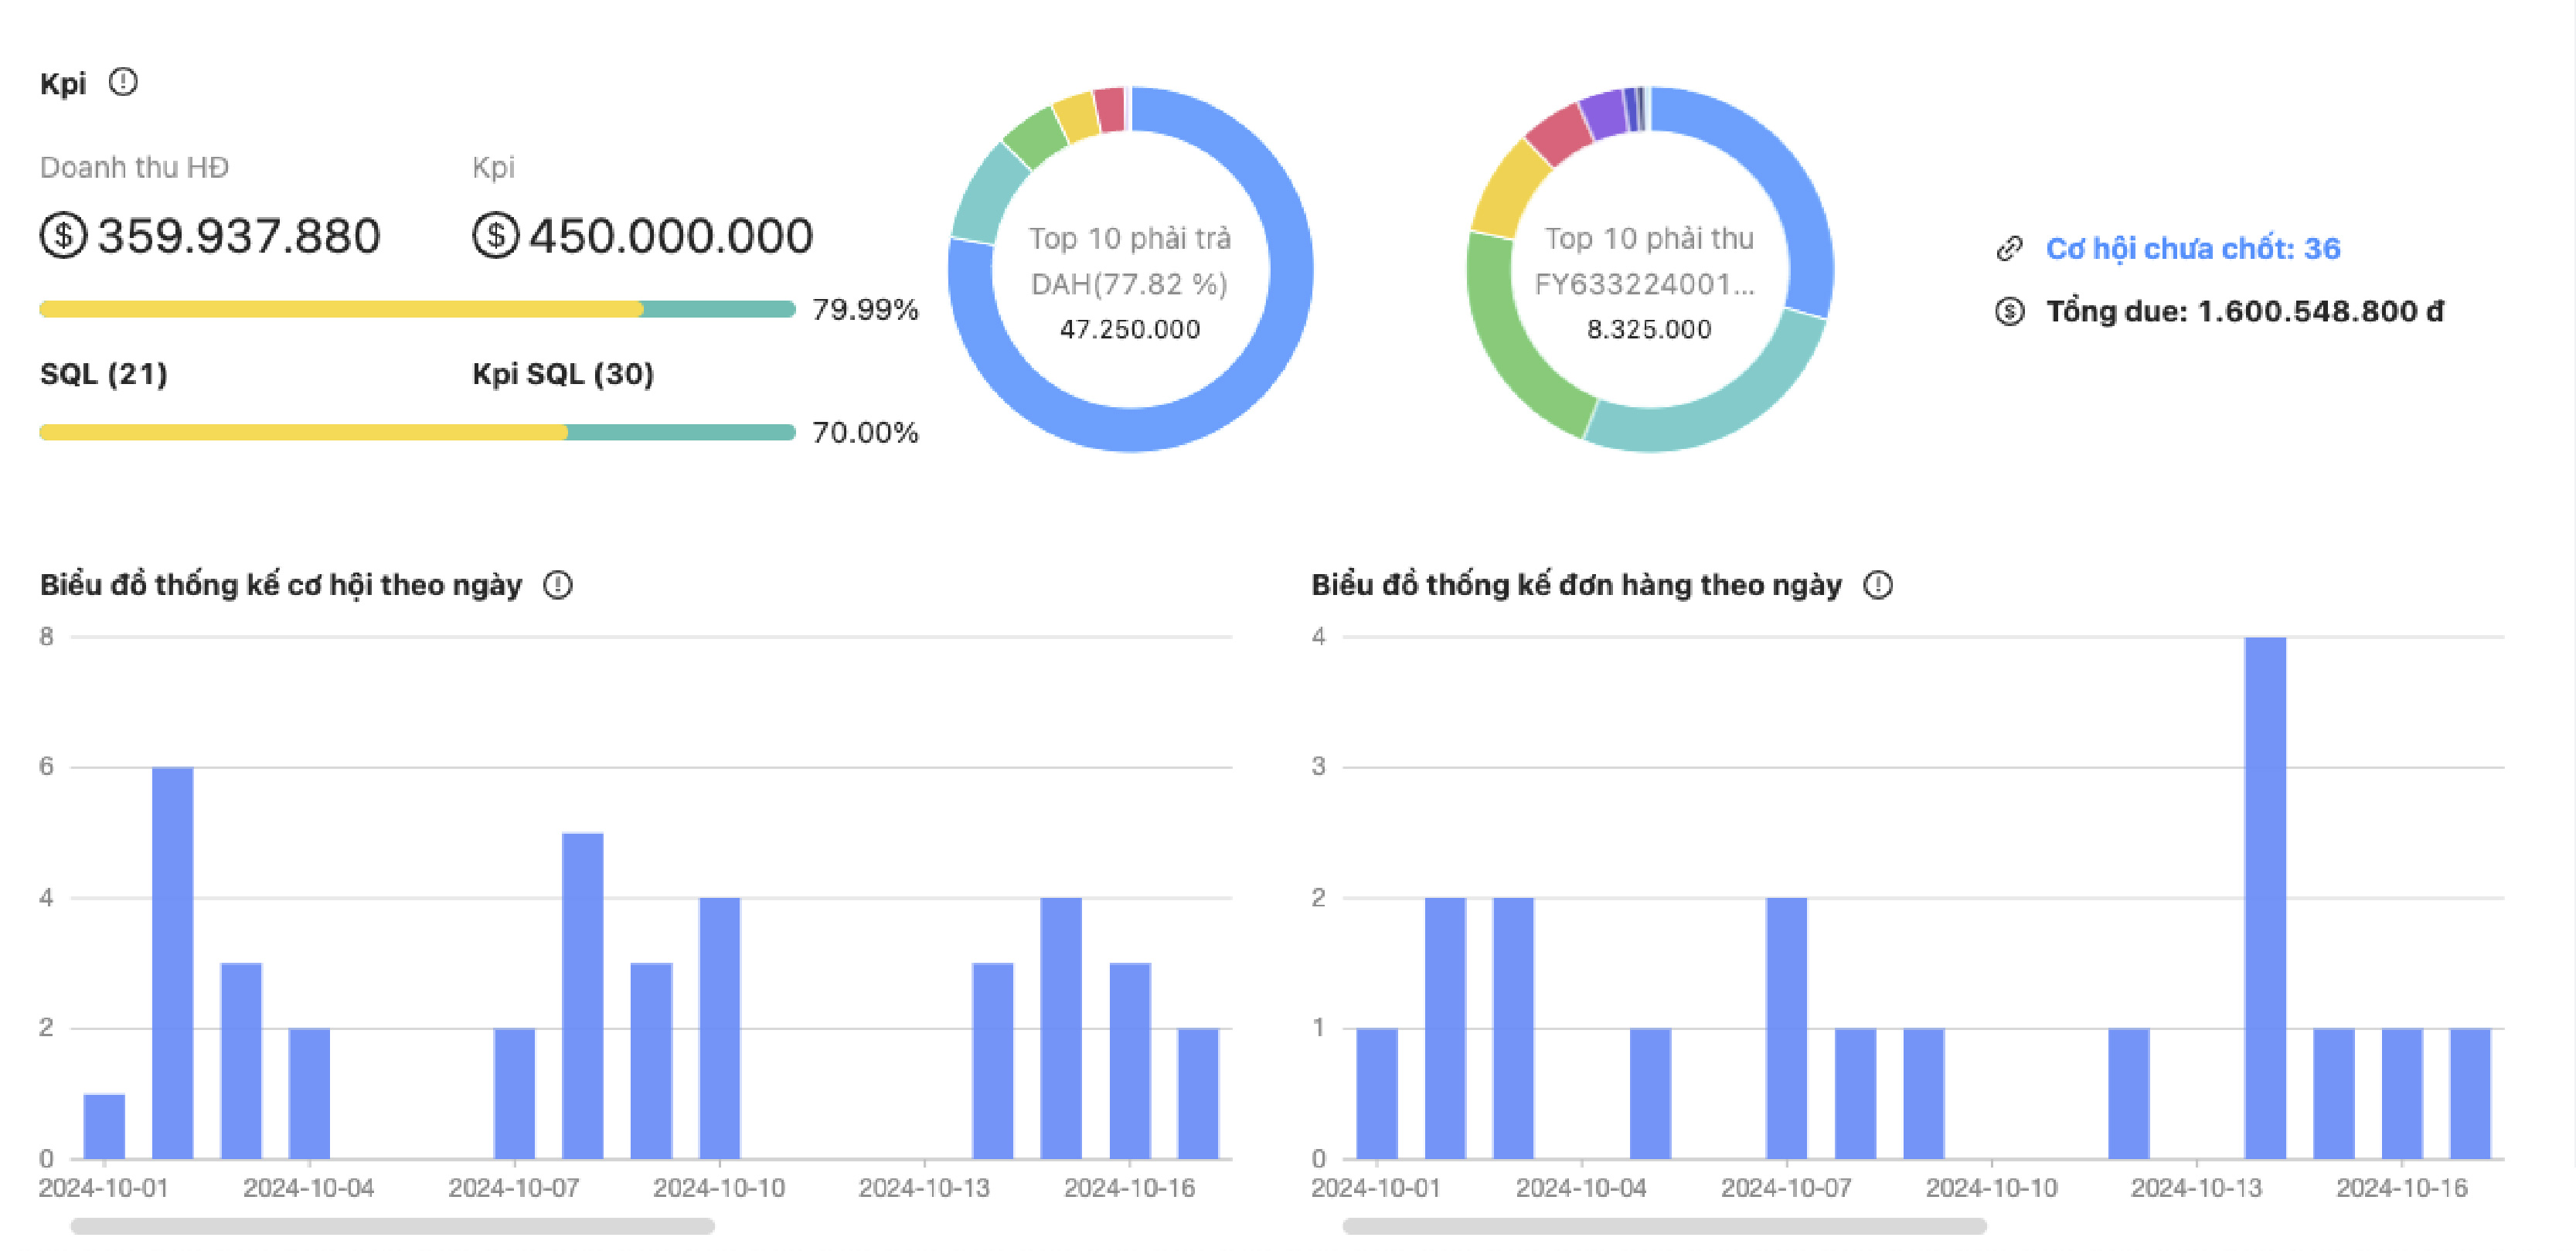 Kpi
Doanh thu HĐ
Kpi
359.937.880
450.000.000
79.99%
SQL (21)
Kpi SQL (30)
70.00%
Top 10 phải trả
DAH(77.82 %)
47.250.000
Top 10 phải thu
FY633224001...
8.325.000
Cơ hội chưa chốt: 36
Tổng due: 1.600.548.800 đ
Biểu đồ thống kế cơ hội theo ngày
8
6
4
2
0
2024-10-01 2024-10-04 2024-10-07 2024-10-10 2024-10-13 2024-10-16
Biểu đồ thống kế đơn hàng theo ngày
4
3
2
1
0
2024-10-01 2024-10-04 2024-10-07 2024-10-10 2024-10-13 2024-10-16